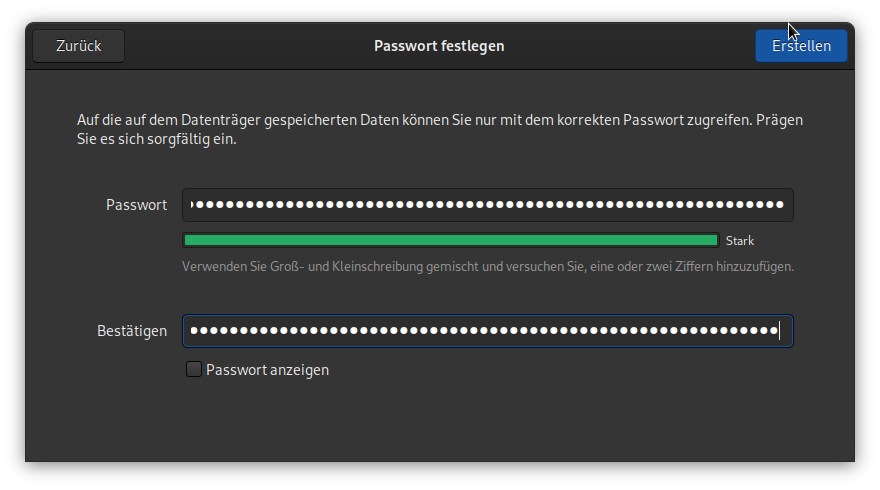 Zurück
Passwort festlegen
Erstellen
Auf die auf dem Datenträger gespeicherten Daten können Sie nur mit dem korrekten Passwort zugreifen. Prägen
Sie es sich sorgfältig ein.
Passwort
Stark
Verwenden Sie Groß- und Kleinschreibung gemischt und versuchen Sie, eine oder zwei Ziffern hinzuzufügen.
Bestätigen
Passwort anzeigen